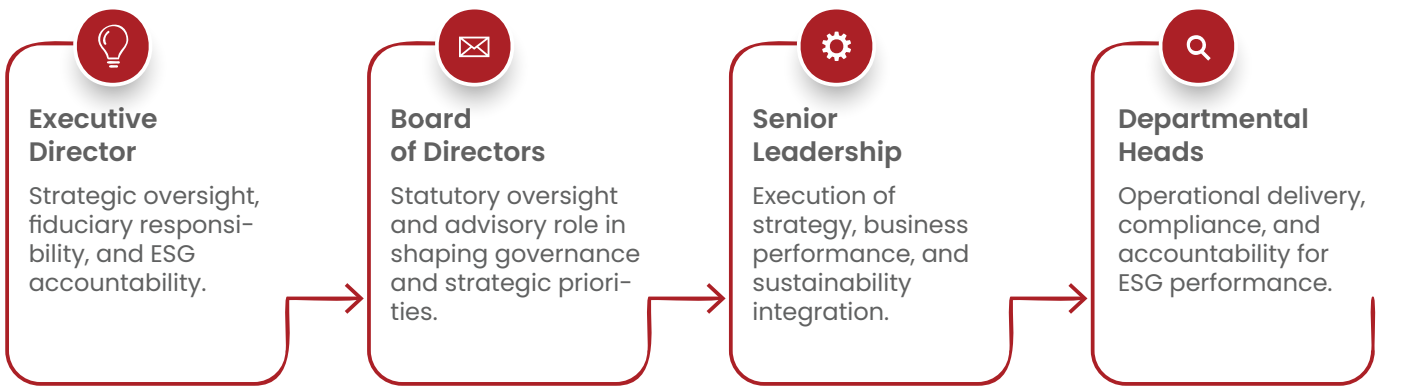 Executive
Director
Strategic oversight,
fiduciary responsi-
bility, and ESG
accountability.
Board
of Directors
Statutory oversight
and advisory role in
shaping governance
and strategic priori-
ties.
Senior
Leadership
Execution of
strategy, business
performance, and
sustainability
integration.
Departmental
Heads
Operational delivery,
compliance, and
accountability for
ESG performance.